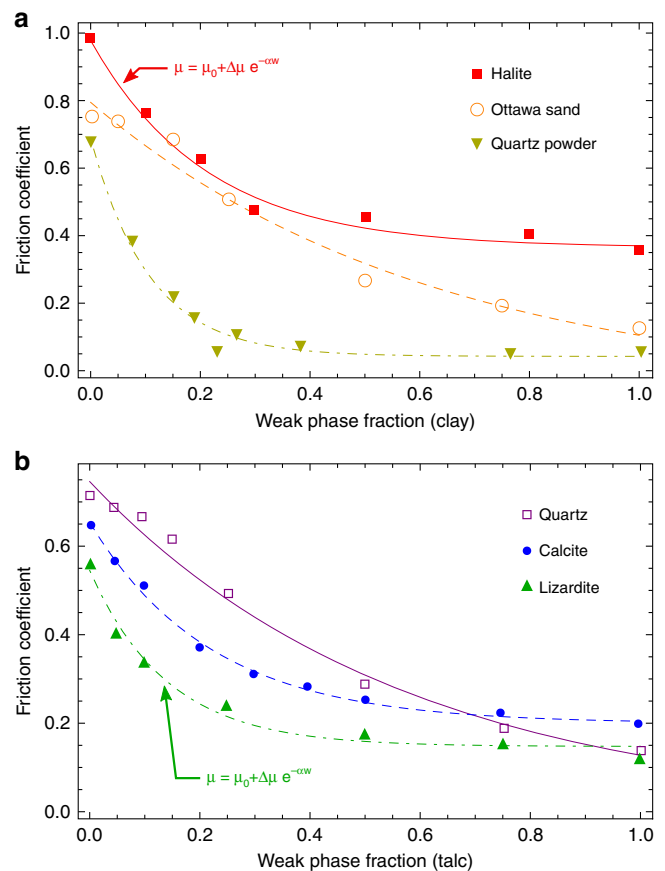 a
μ = μ₀+Δμ e⁻ᵅʷ
Halite
Ottawa sand
Quartz powder
Friction coefficient
1.0
0.8
0.6
0.4
0.2
0.0
0.0 0.2 0.4 0.6 0.8 1.0
Weak phase fraction (clay)
b
Quartz
Calcite
Lizardite
Friction coefficient
0.6
0.4
0.2
0.0
μ = μ₀+Δμ e⁻ᵅʷ
0.0 0.2 0.4 0.6 0.8 1.0
Weak phase fraction (talc)